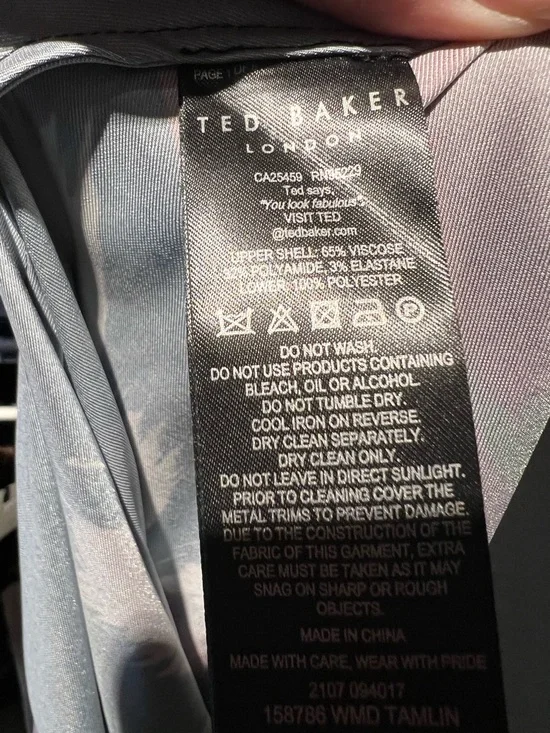 PAGE 1 OF
TED BAKER
LONDON
CA25459
Ted says,
"You look fabulous".
VISIT TED
@tedbaker.com
UPPER SHELL: 65% VISCOSE
32% POLYAMIDE, 3% ELASTANE
LOWER: 100% POLYESTER
P
DO NOT WASH.
DO NOT USE PRODUCTS CONTAINING
BLEACH, OIL OR ALCOHOL.
DO NOT TUMBLE DRY.
COOL IRON ON REVERSE.
DRY CLEAN SEPARATELY.
DRY CLEAN ONLY.
DO NOT LEAVE IN DIRECT SUNLIGHT.
PRIOR TO CLEANING COVER THE
METAL TRIMS TO PREVENT DAMAGE.
DUE TO THE CONSTRUCTION OF THE
FABRIC OF THIS GARMENT, EXTRA
CARE MUST BE TAKEN AS IT MAY
SNAG ON SHARP OR ROUGH
OBJECTS.
MADE IN CHINA
MADE WITH CARE, WEAR WITH PRIDE
2107 094017
158786 WMD TAMLIN